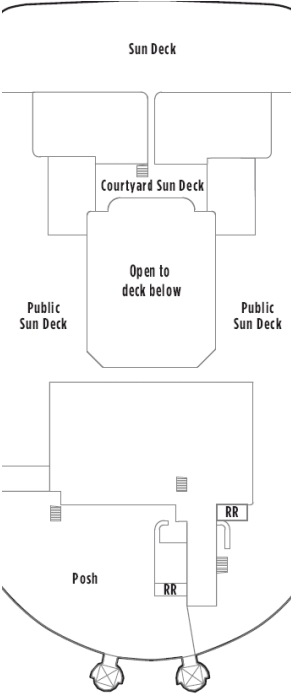 Sun Deck
Courtyard Sun Deck
Open to
deck below
Public
Sun Deck
Public
Sun Deck
RR
Posh
RR